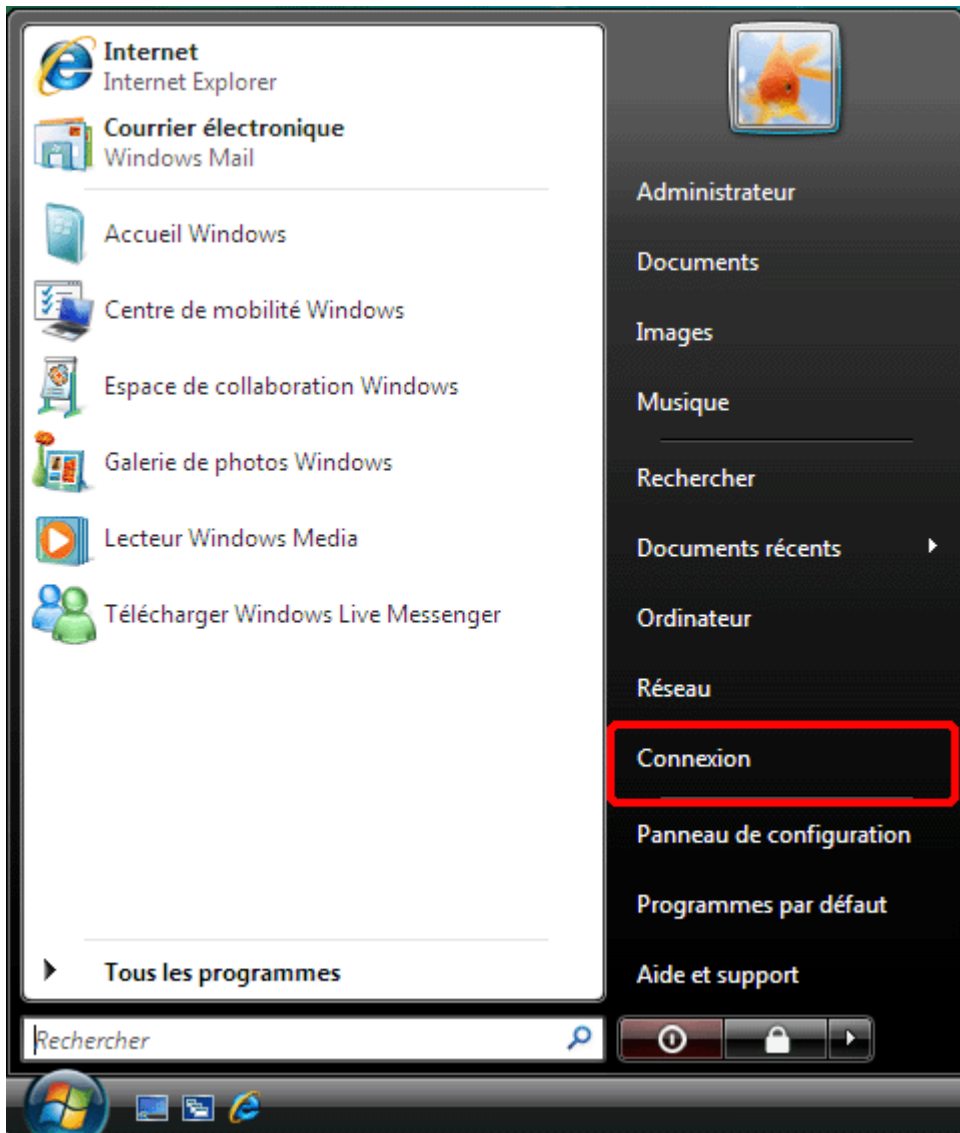 Internet
Internet Explorer
Courrier électronique
Windows Mail
Accueil Windows
Centre de mobilité Windows
Espace de collaboration Windows
Galerie de photos Windows
Lecteur Windows Media
Télécharger Windows Live Messenger
Tous les programmes
Rechercher
Administrateur
Documents
Images
Musique
Rechercher
Documents récents
Ordinateur
Réseau
Connexion
Panneau de configuration
Programmes par défaut
Aide et support